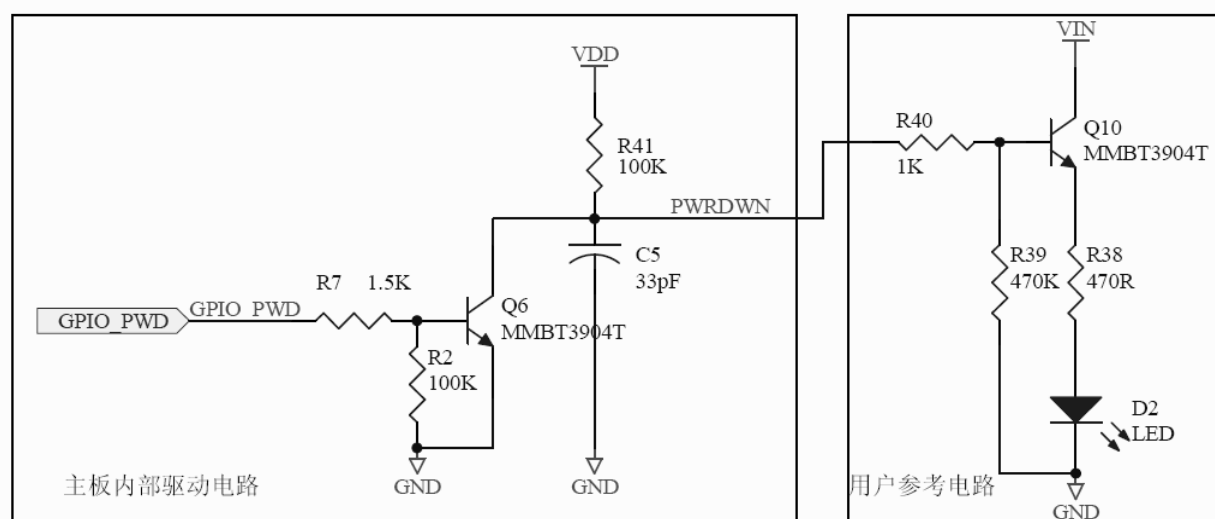 VDD
R41
100K
PWRDWN
C5
33pF
R7 1.5K
GPIO_PWD
GPIO_PWD
Q6
MMBT3904T
R2
100K
GND
GND
主板内部驱动电路
VIN
R40
1K
Q10
MMBT3904T
R39
470K
R38
470R
D2
LED
GND
用户参考电路